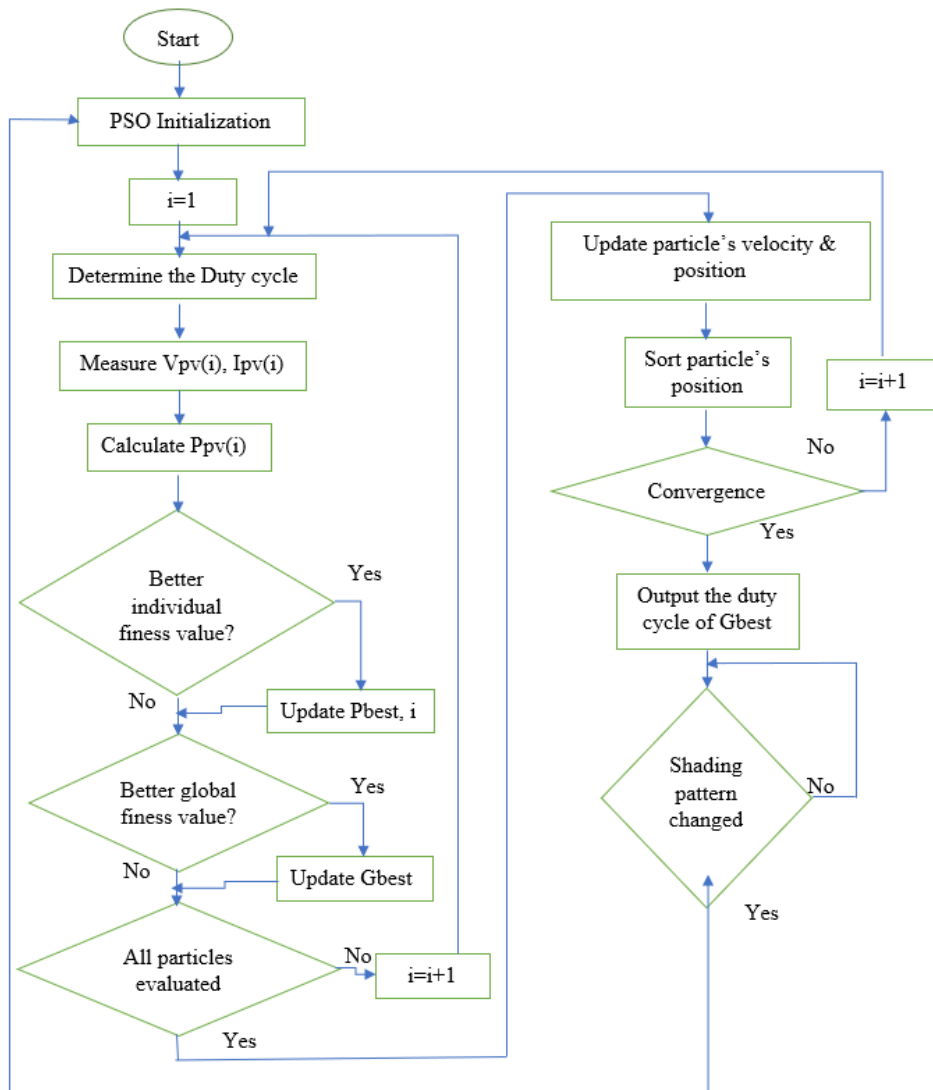 Start
PSO Initialization
i=1
Determine the Duty cycle
Measure Vpv(i), Ipv(i)
Calculate Ppv(i)
Better
individual
finess value?
Yes
No
Update Pbest, i
Better global
finess value?
Yes
No
Update Gbest
All particles
evaluated
No
i=i+1
Yes
Update particle’s velocity &
position
Sort particle’s
position
i=i+1
No
Convergence
Yes
Output the duty
cycle of Gbest
Shading
pattern
changed
No
Yes